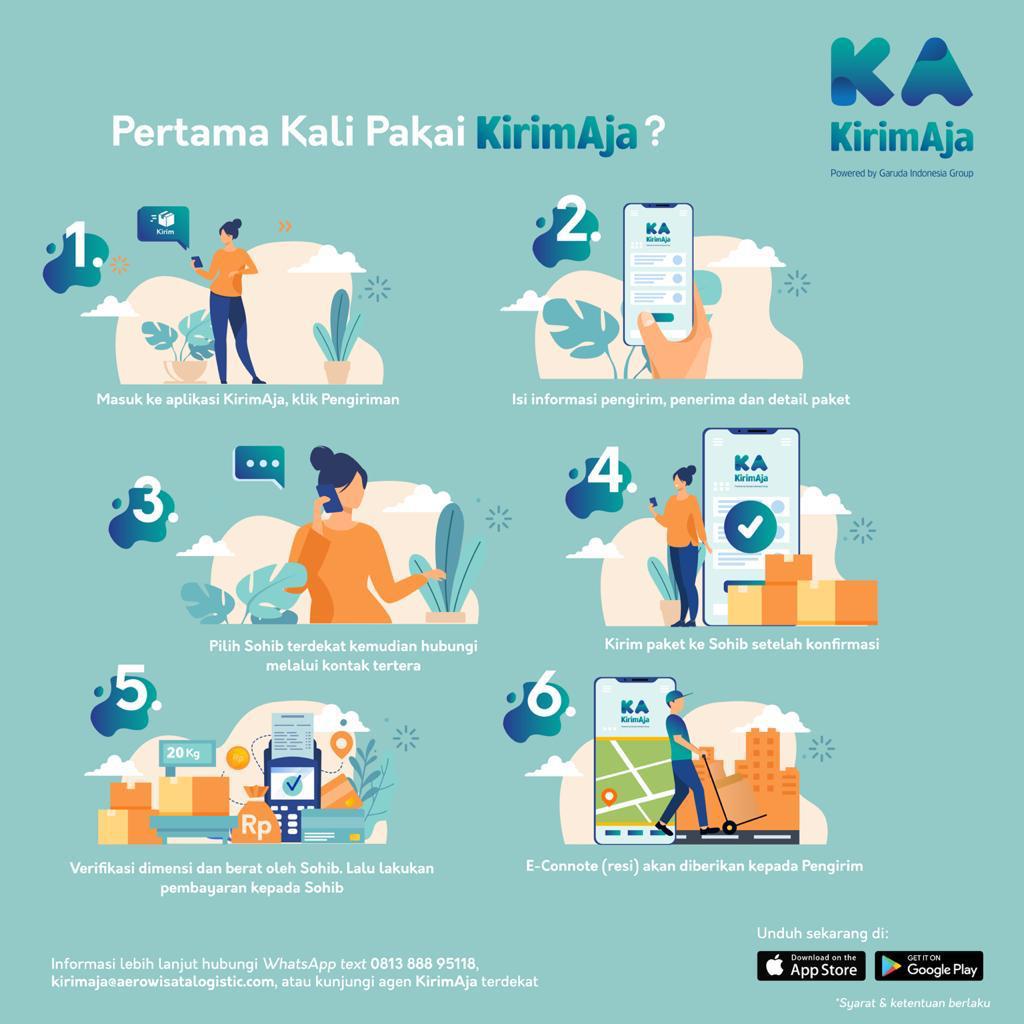 KA
KirimAja
Powered by Garuda Indonesia Group
Pertama Kali Pakai KirimAja ?
1.
Kirim
Masuk ke aplikasi KirimAja, klik Pengiriman
2.
KA
KirimAja
Isi informasi pengirim, penerima dan detail paket
3.
Pilih Sohib terdekat kemudian hubungi
melalui kontak tertera
4.
KA
KirimAja
Kirim paket ke Sohib setelah konfirmasi
5.
20 Kg
Rp
Rp
Verifikasi dimensi dan berat oleh Sohib. Lalu lakukan
pembayaran kepada Sohib
6.
KA
KirimAja
E-Connote (resi) akan diberikan kepada Pengirim
Informasi lebih lanjut hubungi WhatsApp text 0813 888 95118,
kirimaja@aerowisatalogistic.com, atau kunjungi agen KirimAja terdekat
Unduh sekarang di:
Download on the
App Store
GET IT ON
Google Play
*Syarat & ketentuan berlaku